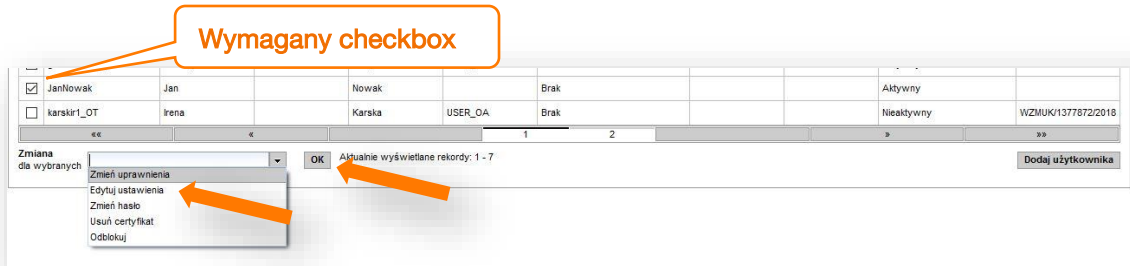 Wymagany checkbox
JanNowak Jan Nowak Brak Aktywny
karskir1_OT Irena Karska USER_OA Brak Nieaktywny WZMUK/1377872/2018
«« « 1 2 » »»
Zmiana
dla wybranych OK Aktualnie wyświetlane rekordy: 1 - 7 Dodaj użytkownika
Zmień uprawnienia
Edytuj ustawienia
Zmień hasło
Usuń certyfikat
Odblokuj